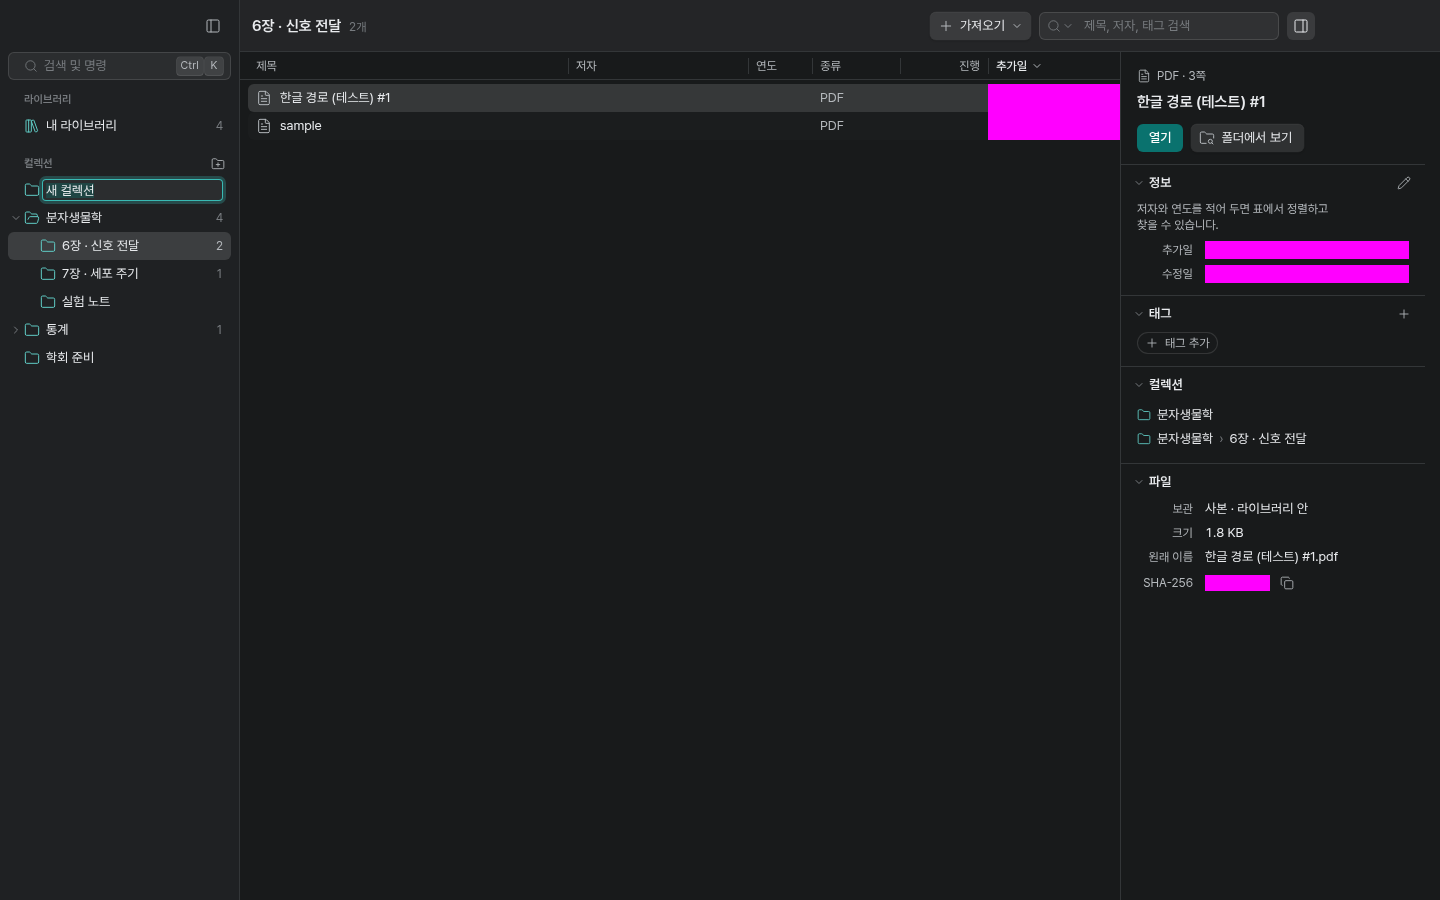 6장 · 신호 전달 2개
가져오기
제목, 저자, 태그 검색
검색 및 명령 Ctrl K
라이브러리
내 라이브러리 4
컬렉션
새 컬렉션
분자생물학 4
6장 · 신호 전달 2
7장 · 세포 주기 1
실험 노트
통계 1
학회 준비
제목 저자 연도 종류 진행 추가일
한글 경로 (테스트) #1 PDF
sample PDF
PDF · 3쪽
한글 경로 (테스트) #1
열기 폴더에서 보기
정보
저자와 연도를 적어 두면 표에서 정렬하고
찾을 수 있습니다.
추가일
수정일
태그
태그 추가
컬렉션
분자생물학
분자생물학 › 6장 · 신호 전달
파일
보관 사본 · 라이브러리 안
크기 1.8 KB
원래 이름 한글 경로 (테스트) #1.pdf
SHA-256